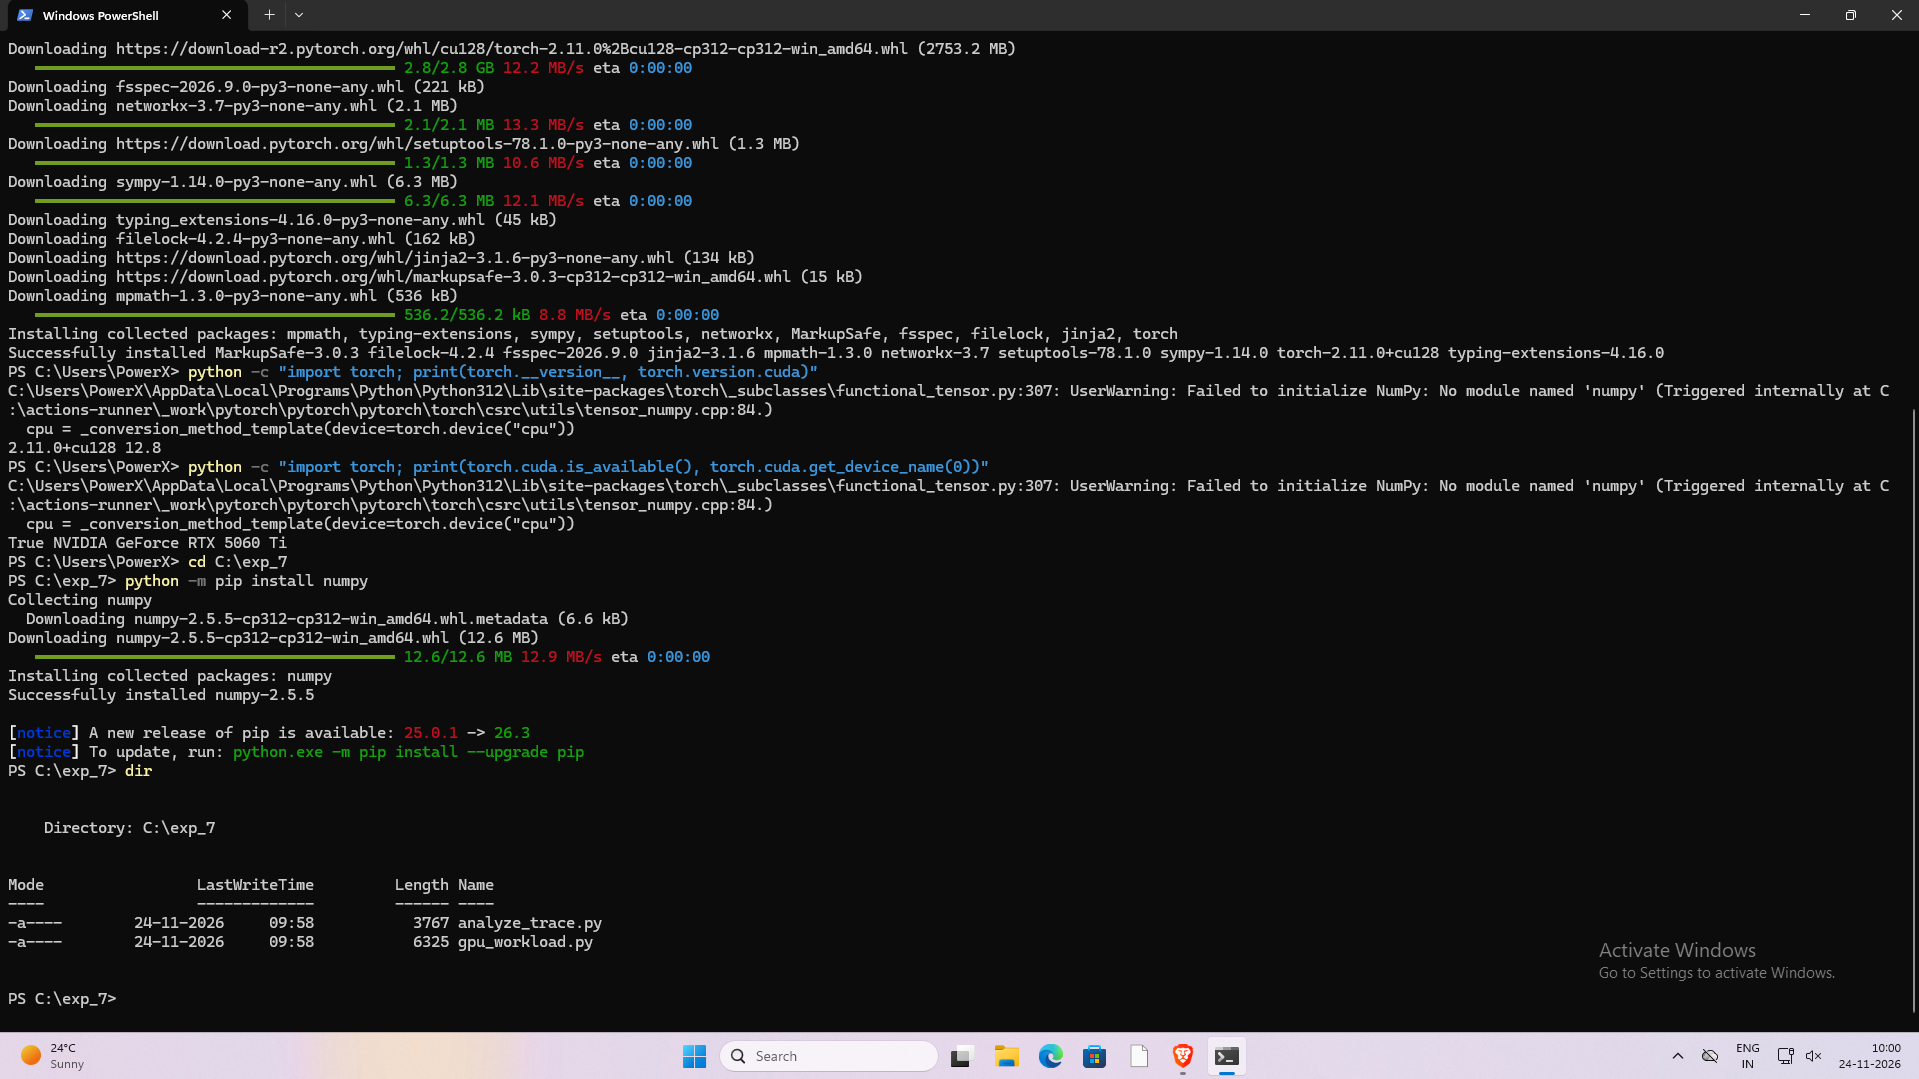 Windows PowerShell
Downloading https://download-r2.pytorch.org/whl/cu128/torch-2.11.0%2Bcu128-cp312-cp312-win_amd64.whl (2753.2 MB)
2.8/2.8 GB 12.2 MB/s eta 0:00:00
Downloading fsspec-2026.9.0-py3-none-any.whl (221 kB)
Downloading networkx-3.7-py3-none-any.whl (2.1 MB)
2.1/2.1 MB 13.3 MB/s eta 0:00:00
Downloading https://download.pytorch.org/whl/setuptools-78.1.0-py3-none-any.whl (1.3 MB)
1.3/1.3 MB 10.6 MB/s eta 0:00:00
Downloading sympy-1.14.0-py3-none-any.whl (6.3 MB)
6.3/6.3 MB 12.1 MB/s eta 0:00:00
Downloading typing_extensions-4.16.0-py3-none-any.whl (45 kB)
Downloading filelock-4.2.4-py3-none-any.whl (162 kB)
Downloading https://download.pytorch.org/whl/jinja2-3.1.6-py3-none-any.whl (134 kB)
Downloading https://download.pytorch.org/whl/markupsafe-3.0.3-cp312-cp312-win_amd64.whl (15 kB)
Downloading mpmath-1.3.0-py3-none-any.whl (536 kB)
536.2/536.2 kB 8.8 MB/s eta 0:00:00
Installing collected packages: mpmath, typing-extensions, sympy, setuptools, networkx, MarkupSafe, fsspec, filelock, jinja2, torch
Successfully installed MarkupSafe-3.0.3 filelock-4.2.4 fsspec-2026.9.0 jinja2-3.1.6 mpmath-1.3.0 networkx-3.7 setuptools-78.1.0 sympy-1.14.0 torch-2.11.0+cu128 typing-extensions-4.16.0
PS C:\Users\PowerX> python -c "import torch; print(torch.__version__, torch.version.cuda)"
C:\Users\PowerX\AppData\Local\Programs\Python\Python312\Lib\site-packages\torch\_subclasses\functional_tensor.py:307: UserWarning: Failed to initialize NumPy: No module named 'numpy' (Triggered internally at C
:\actions-runner\_work\pytorch\pytorch\pytorch\torch\csrc\utils\tensor_numpy.cpp:84.)
cpu = _conversion_method_template(device=torch.device("cpu"))
2.11.0+cu128 12.8
PS C:\Users\PowerX> python -c "import torch; print(torch.cuda.is_available(), torch.cuda.get_device_name(0))"
C:\Users\PowerX\AppData\Local\Programs\Python\Python312\Lib\site-packages\torch\_subclasses\functional_tensor.py:307: UserWarning: Failed to initialize NumPy: No module named 'numpy' (Triggered internally at C
:\actions-runner\_work\pytorch\pytorch\pytorch\torch\csrc\utils\tensor_numpy.cpp:84.)
cpu = _conversion_method_template(device=torch.device("cpu"))
True NVIDIA GeForce RTX 5060 Ti
PS C:\Users\PowerX> cd C:\exp_7
PS C:\exp_7> python -m pip install numpy
Collecting numpy
Downloading numpy-2.5.5-cp312-cp312-win_amd64.whl.metadata (6.6 kB)
Downloading numpy-2.5.5-cp312-cp312-win_amd64.whl (12.6 MB)
12.6/12.6 MB 12.9 MB/s eta 0:00:00
Installing collected packages: numpy
Successfully installed numpy-2.5.5
[notice] A new release of pip is available: 25.0.1 -> 26.3
[notice] To update, run: python.exe -m pip install --upgrade pip
PS C:\exp_7> dir
Directory: C:\exp_7
Mode LastWriteTime Length Name
---- ------------- ------ ----
-a---- 24-11-2026 09:58 3767 analyze_trace.py
-a---- 24-11-2026 09:58 6325 gpu_workload.py
PS C:\exp_7>
Activate Windows
Go to Settings to activate Windows.
24°C
Sunny
Search
ENG
IN
10:00
24-11-2026